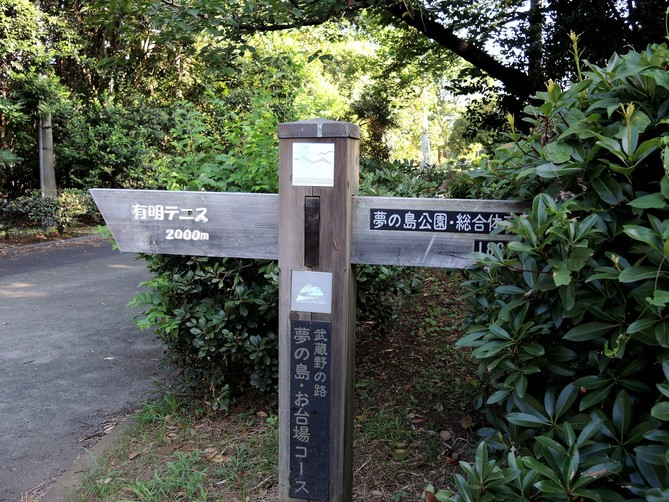 有明テニス
2000m
夢の島公園・総合体
武蔵野の路
夢の島・お台場コース